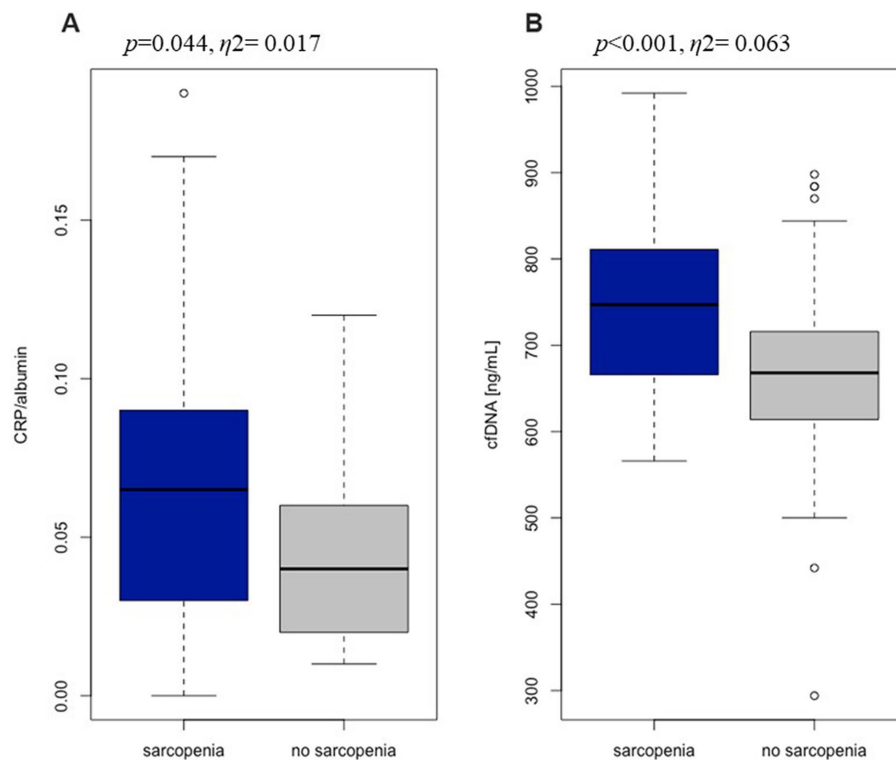 A
p=0.044, η2= 0.017
CRP/albumin
0.15
0.10
0.05
0.00
sarcopenia
no sarcopenia
B
p<0.001, η2= 0.063
cfDNA [ng/mL]
1000
900
800
700
600
500
400
300
sarcopenia
no sarcopenia